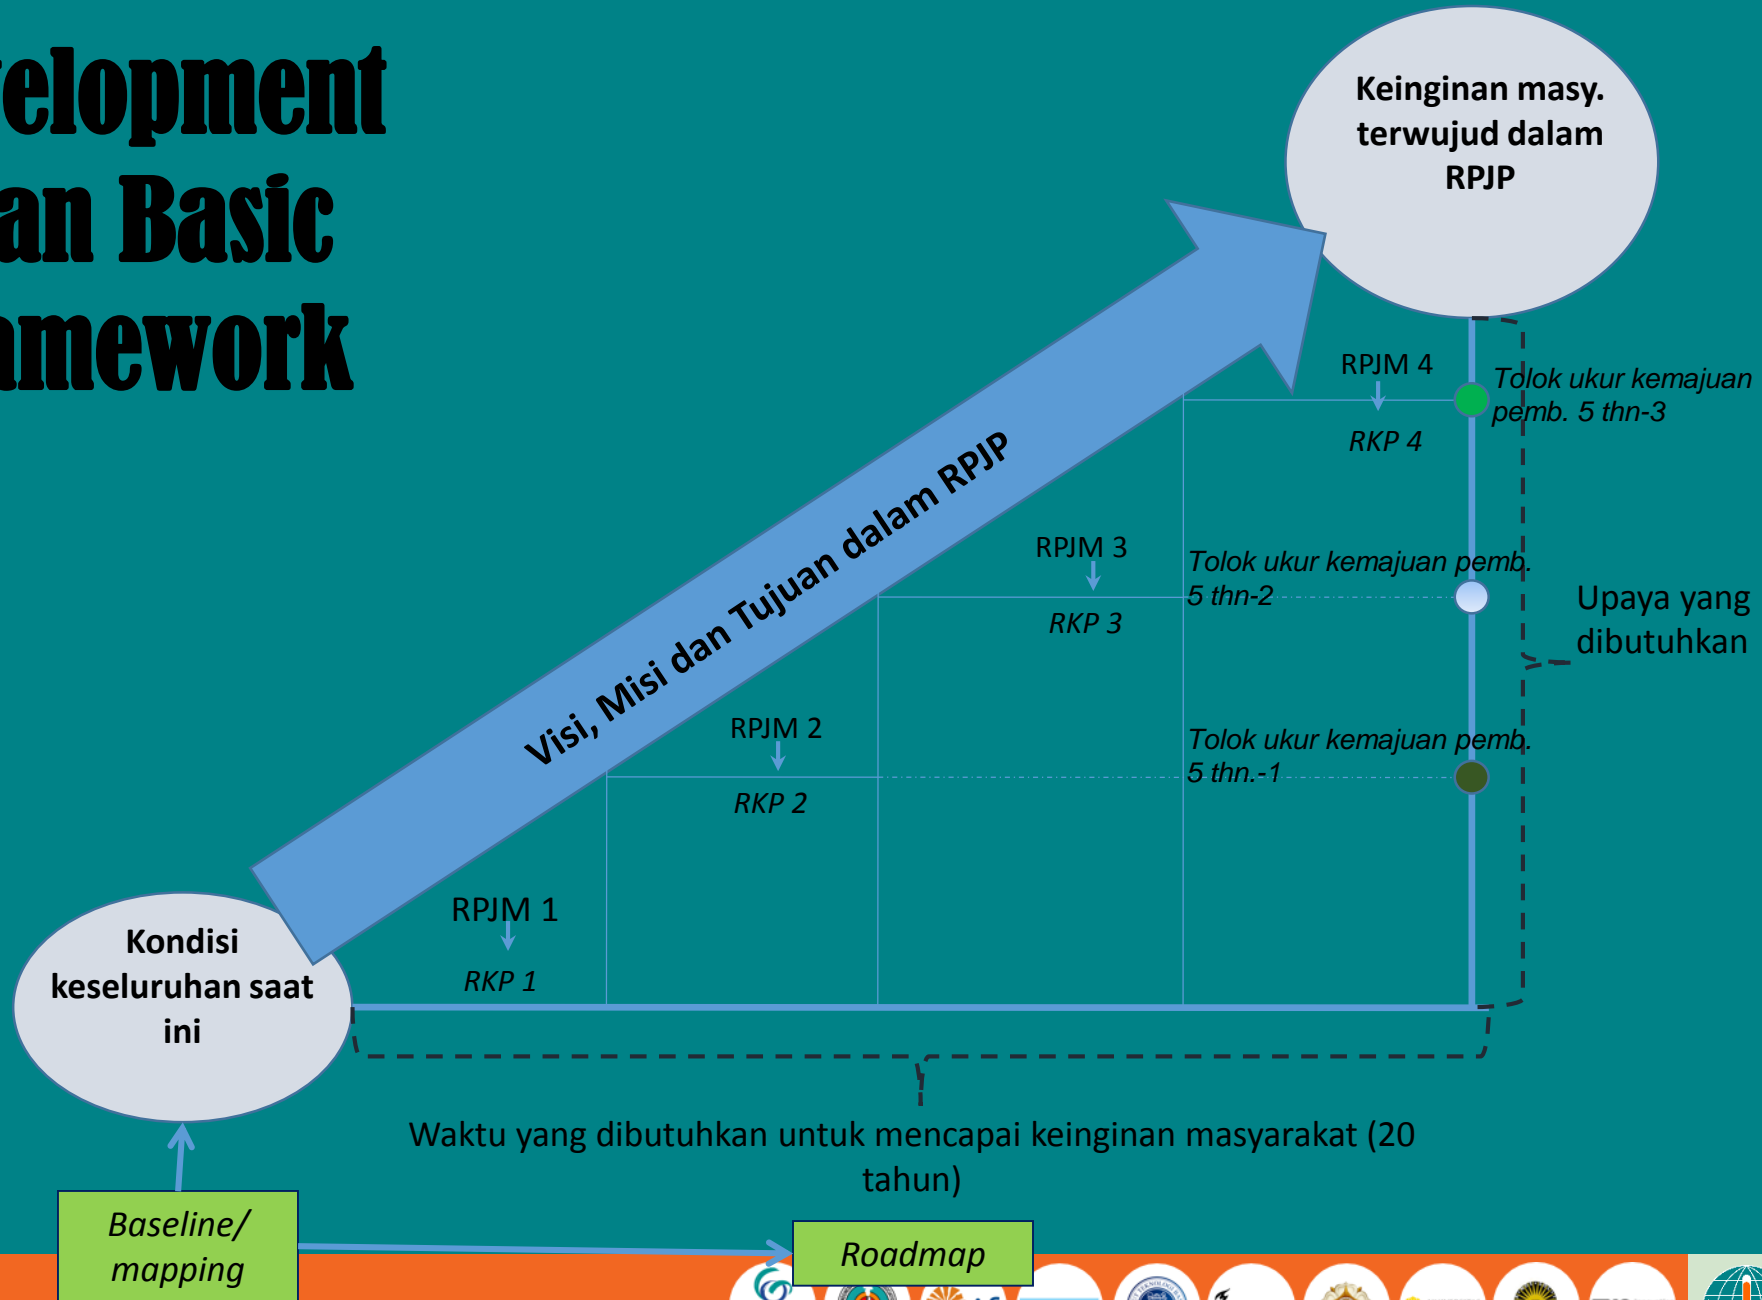 elopment
an Basic
amework
Keinginan masy.
terwujud dalam
RPJP
RPJM 4
Tolok ukur kemajuan
pemb. 5 thn-3
RKP 4
Visi, Misi dan Tujuan dalam RPJP
RPJM 3
Tolok ukur kemajuan pemb.
5 thn-2
RKP 3
Upaya yang
dibutuhkan
RPJM 2
Tolok ukur kemajuan pemb.
5 thn.-1
RKP 2
RPJM 1
RKP 1
Kondisi
keseluruhan saat
ini
Waktu yang dibutuhkan untuk mencapai keinginan masyarakat (20
tahun)
Baseline/
mapping
Roadmap